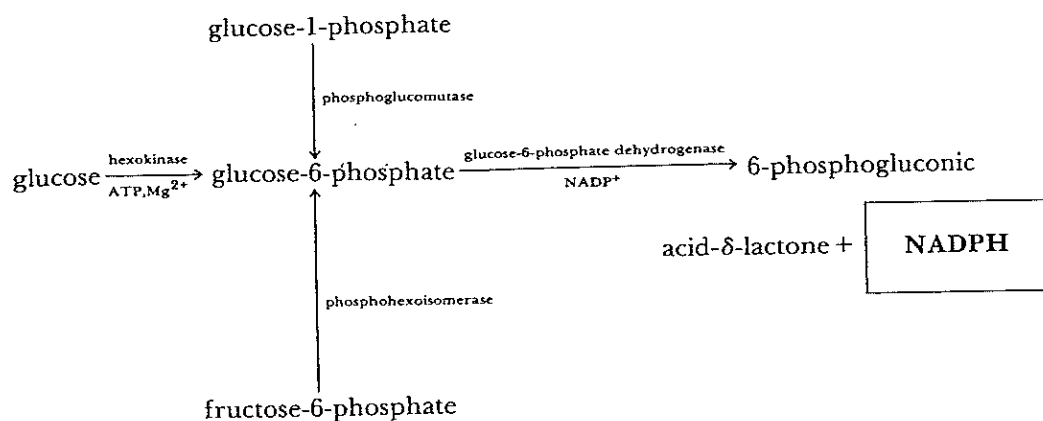 glucose-1-phosphate
phosphoglucomutase
glucose
hexokinase
ATP,Mg²⁺
glucose-6-phosphate
glucose-6-phosphate dehydrogenase
NADP⁺
6-phosphogluconic
acid-δ-lactone +
NADPH
phosphohexoisomerase
fructose-6-phosphate